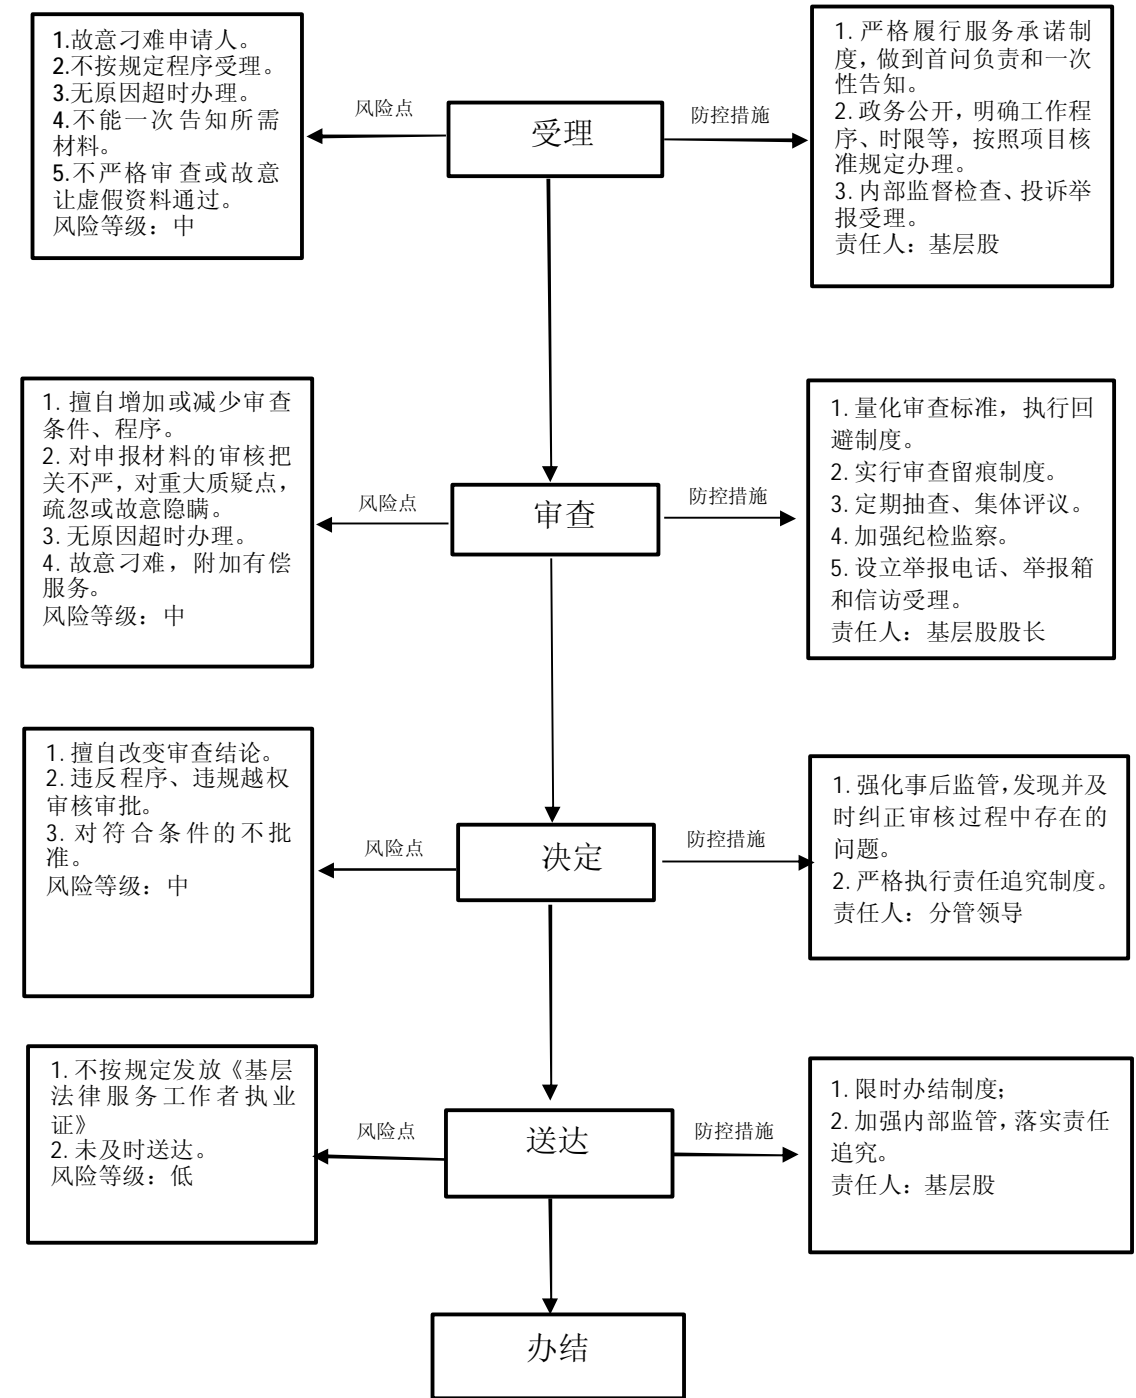 1.故意刁难申请人。
2.不按规定程序受理。
3.无原因超时办理。
4.不能一次告知所需
材料。
5.不严格审查或故意
让虚假资料通过。
风险等级：中
风险点
受理
防控措施
1.严格履行服务承诺制
度，做到首问负责和一次
性告知。
2.政务公开，明确工作程
序、时限等，按照项目核
准规定办理。
3.内部监督检查、投诉举
报受理。
责任人：基层股
1.擅自增加或减少审查
条件、程序。
2.对申报材料的审核把
关不严，对重大质疑点，
疏忽或故意隐瞒。
3.无原因超时办理。
4.故意刁难，附加有偿
服务。
风险等级：中
风险点
审查
防控措施
1.量化审查标准，执行回
避制度。
2.实行审查留痕制度。
3.定期抽查、集体评议。
4.加强纪检监察。
5.设立举报电话、举报箱
和信访受理。
责任人：基层股股长
1.擅自改变审查结论。
2.违反程序、违规越权
审核审批。
3.对符合条件的不批
准。
风险等级：中
风险点
决定
防控措施
1.强化事后监管，发现并及
时纠正审核过程中存在的
问题。
2.严格执行责任追究制度。
责任人：分管领导
1.不按规定发放《基层
法律服务工作者执业
证》
2.未及时送达。
风险等级：低
风险点
送达
防控措施
1.限时办结制度；
2.加强内部监管，落实责任
追究。
责任人：基层股
办结